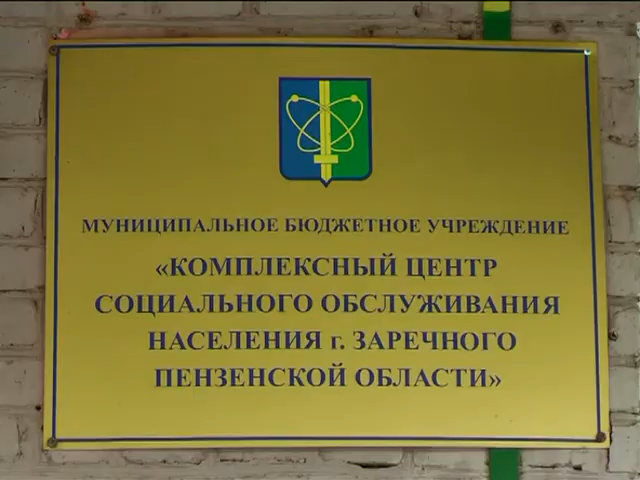 МУНИЦИПАЛЬНОЕ БЮДЖЕТНОЕ УЧРЕЖДЕНИЕ
«КОМПЛЕКСНЫЙ ЦЕНТР
СОЦИАЛЬНОГО ОБСЛУЖИВАНИЯ
НАСЕЛЕНИЯ г. ЗАРЕЧНОГО
ПЕНЗЕНСКОЙ ОБЛАСТИ»